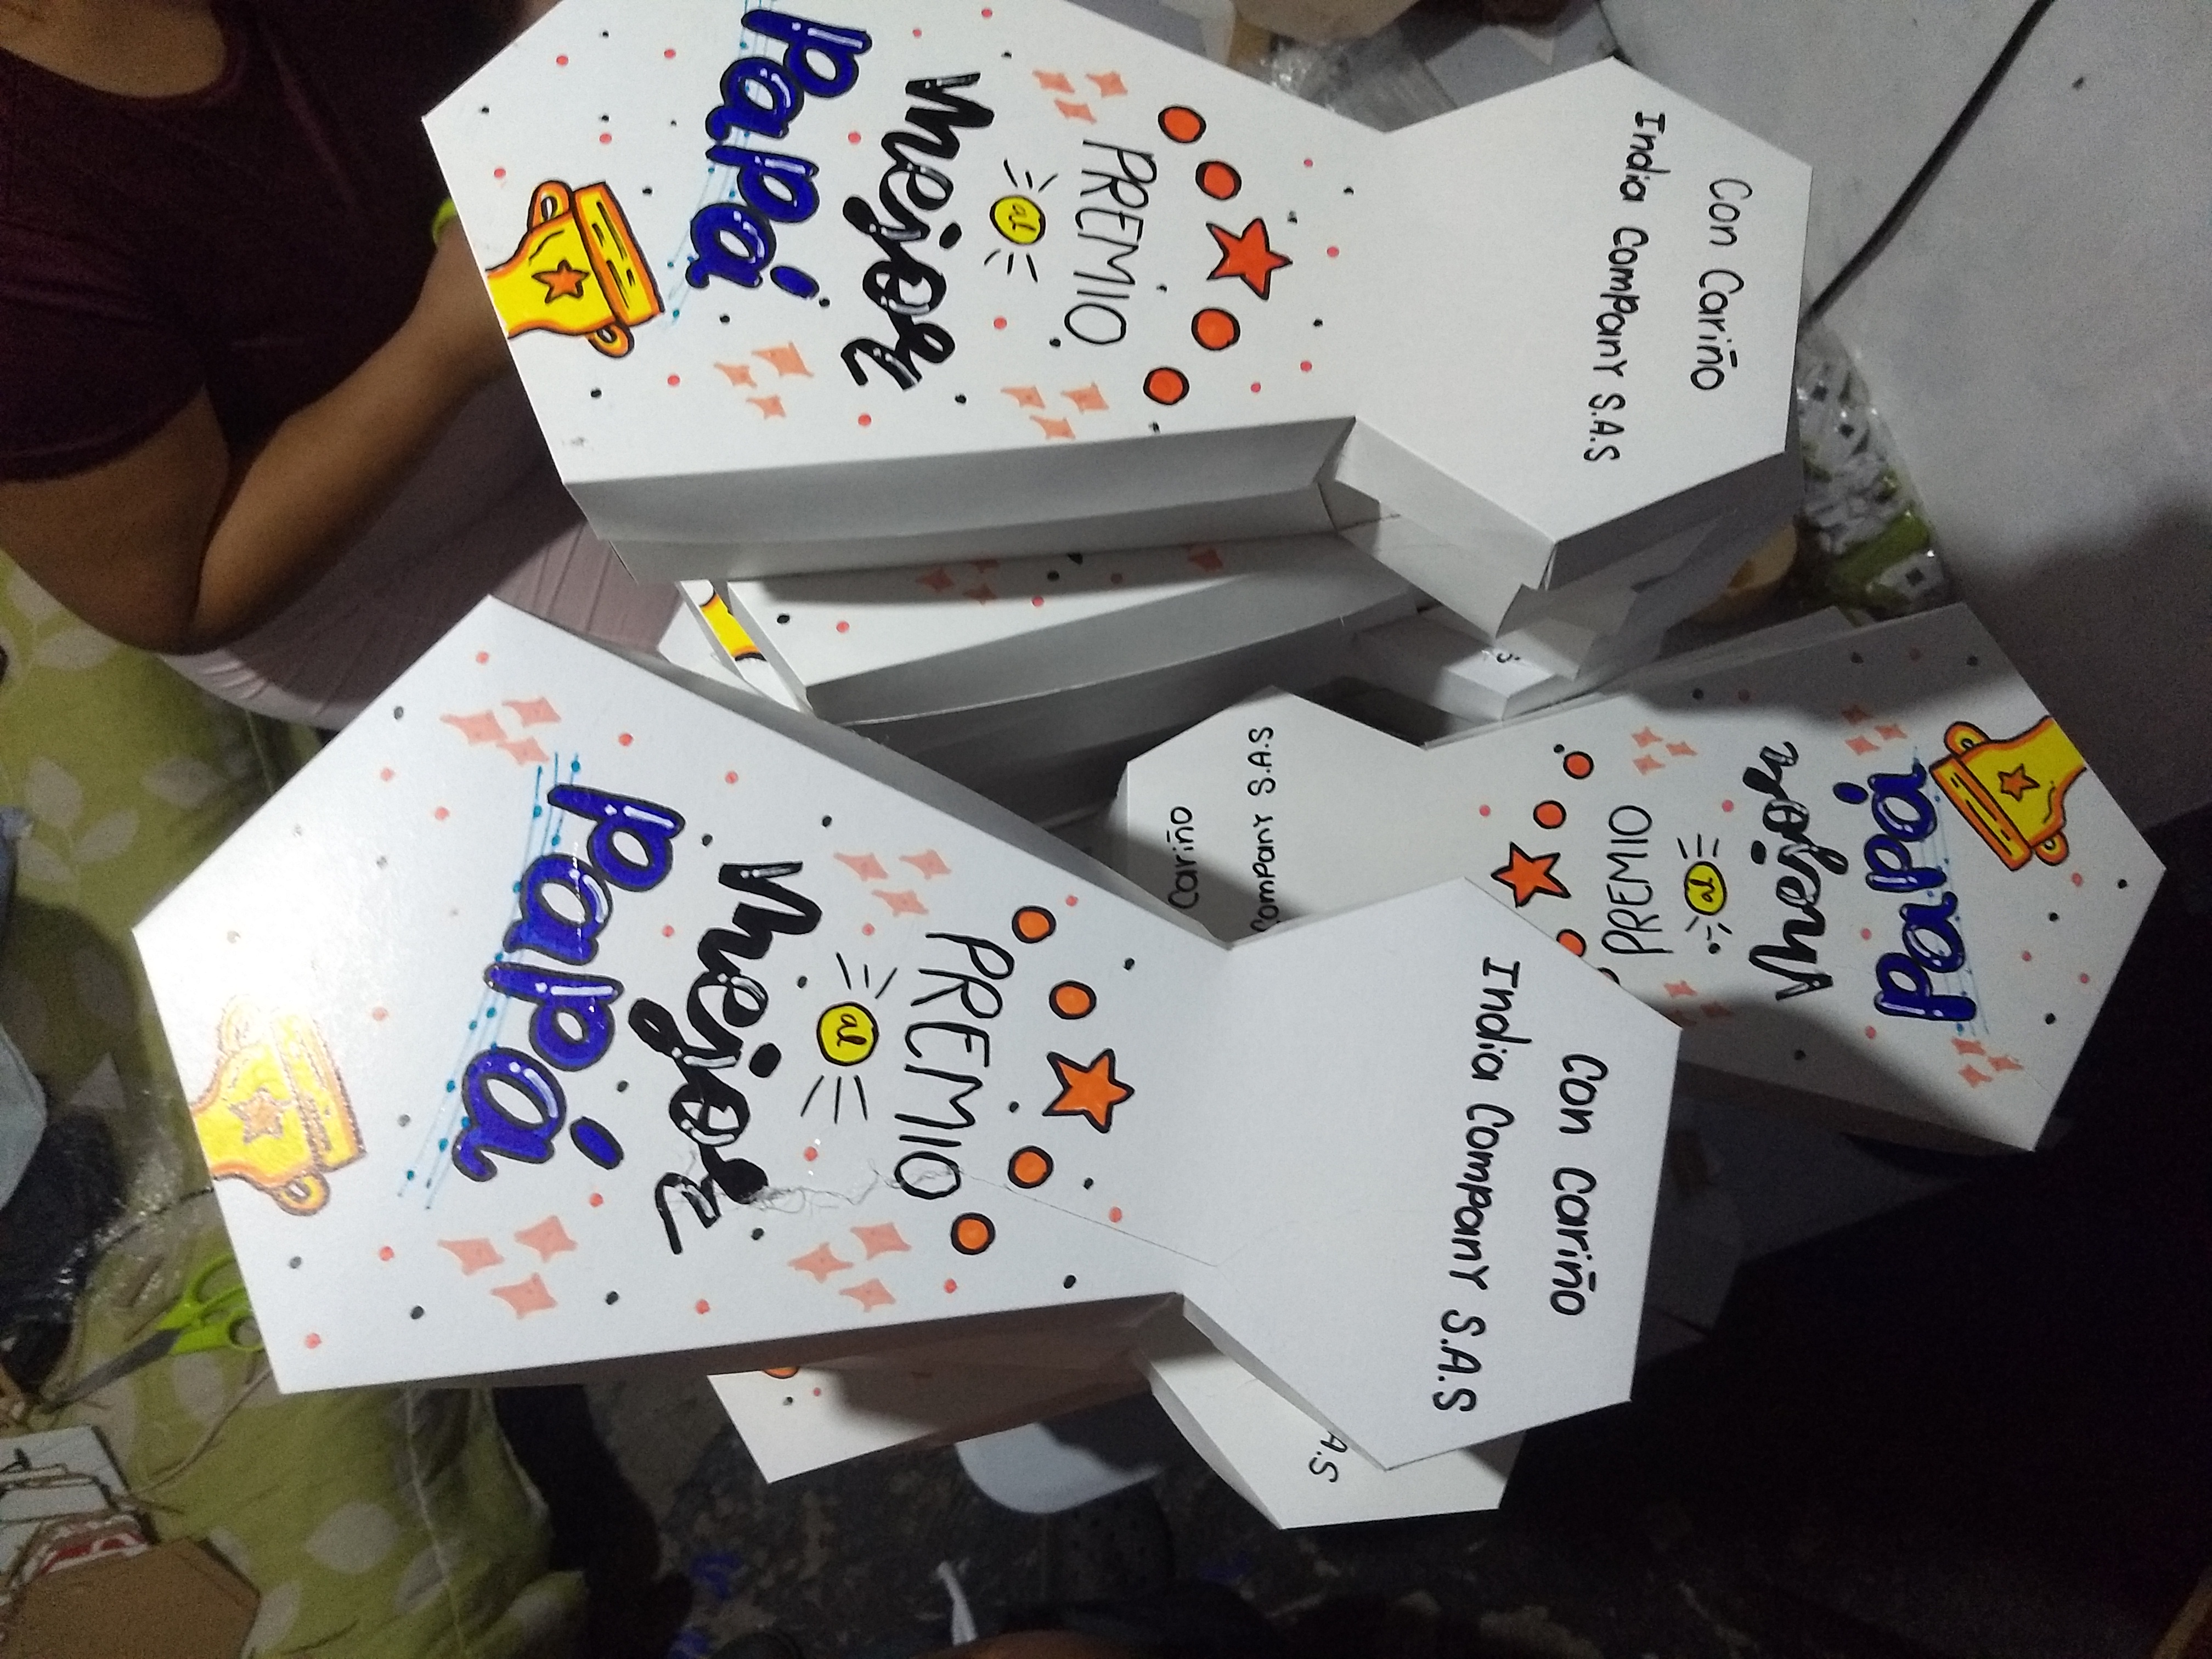 PREMIO
al
Mejor
Papá
Con Cariño
India Company S.A.S
PREMIO
al
Mejor
Papá
Con Cariño
India Company S.A.S
PREMIO
al
Mejor
Papá
Cariño
Company S.A.S
A.S